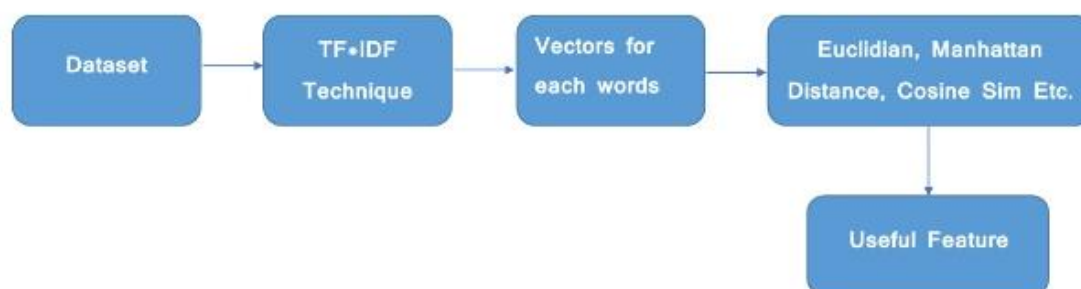 Dataset
TF•IDF
Technique
Vectors for
each words
Euclidian, Manhattan
Distance, Cosine Sim Etc.
Useful Feature